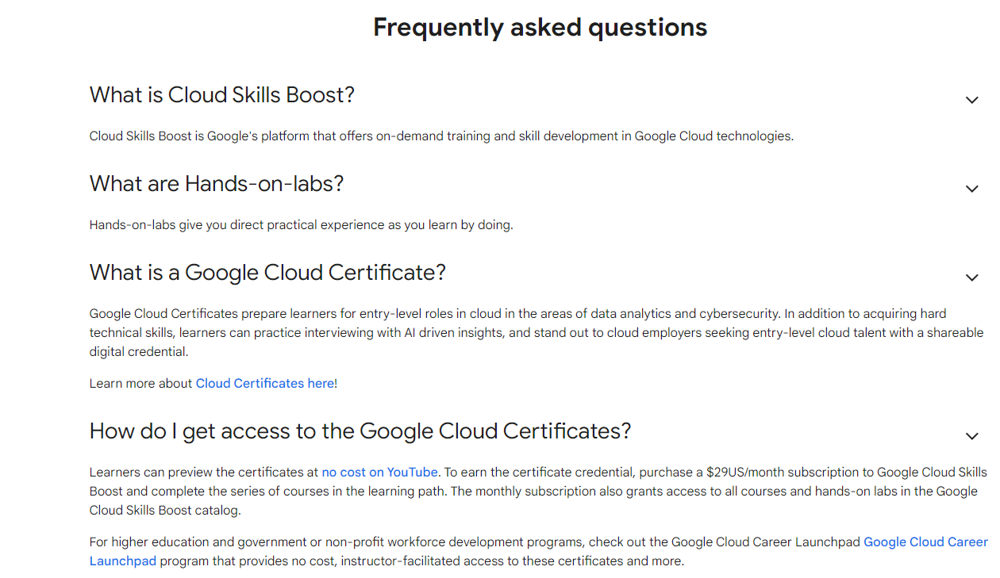 Frequently asked questions
What is Cloud Skills Boost?
Cloud Skills Boost is Google's platform that offers on-demand training and skill development in Google Cloud technologies.
What are Hands-on-labs?
Hands-on-labs give you direct practical experience as you learn by doing.
What is a Google Cloud Certificate?
Google Cloud Certificates prepare learners for entry-level roles in cloud in the areas of data analytics and cybersecurity. In addition to acquiring hard
technical skills, learners can practice interviewing with AI driven insights, and stand out to cloud employers seeking entry-level cloud talent with a shareable
digital credential.
Learn more about Cloud Certificates here!
How do I get access to the Google Cloud Certificates?
Learners can preview the certificates at no cost on YouTube. To earn the certificate credential, purchase a $29US/month subscription to Google Cloud Skills
Boost and complete the series of courses in the learning path. The monthly subscription also grants access to all courses and hands-on labs in the Google
Cloud Skills Boost catalog.
For higher education and government or non-profit workforce development programs, check out the Google Cloud Career Launchpad Google Cloud Career
Launchpad program that provides no cost, instructor-facilitated access to these certificates and more.